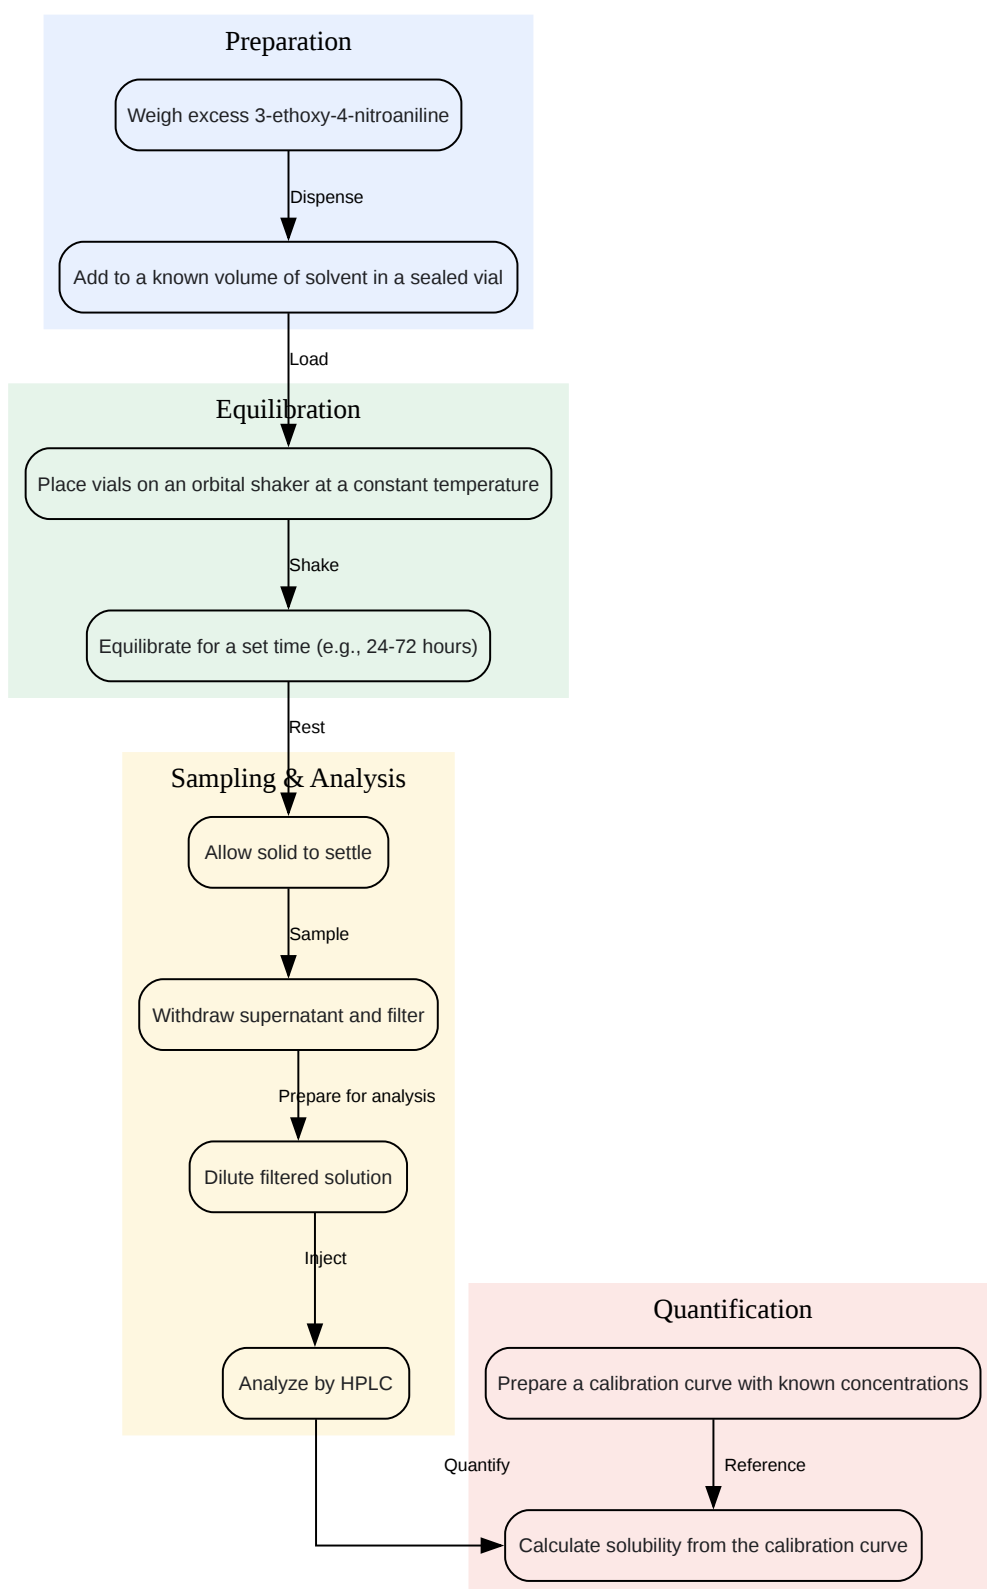 Preparation
Weigh excess 3-ethoxy-4-nitroaniline
Dispense
Add to a known volume of solvent in a sealed vial
Load
Equilibration
Place vials on an orbital shaker at a constant temperature
Shake
Equilibrate for a set time (e.g., 24-72 hours)
Rest
Sampling & Analysis
Allow solid to settle
Sample
Withdraw supernatant and filter
Prepare for analysis
Dilute filtered solution
Inject
Analyze by HPLC
Quantification
Prepare a calibration curve with known concentrations
Quantify
Reference
Calculate solubility from the calibration curve